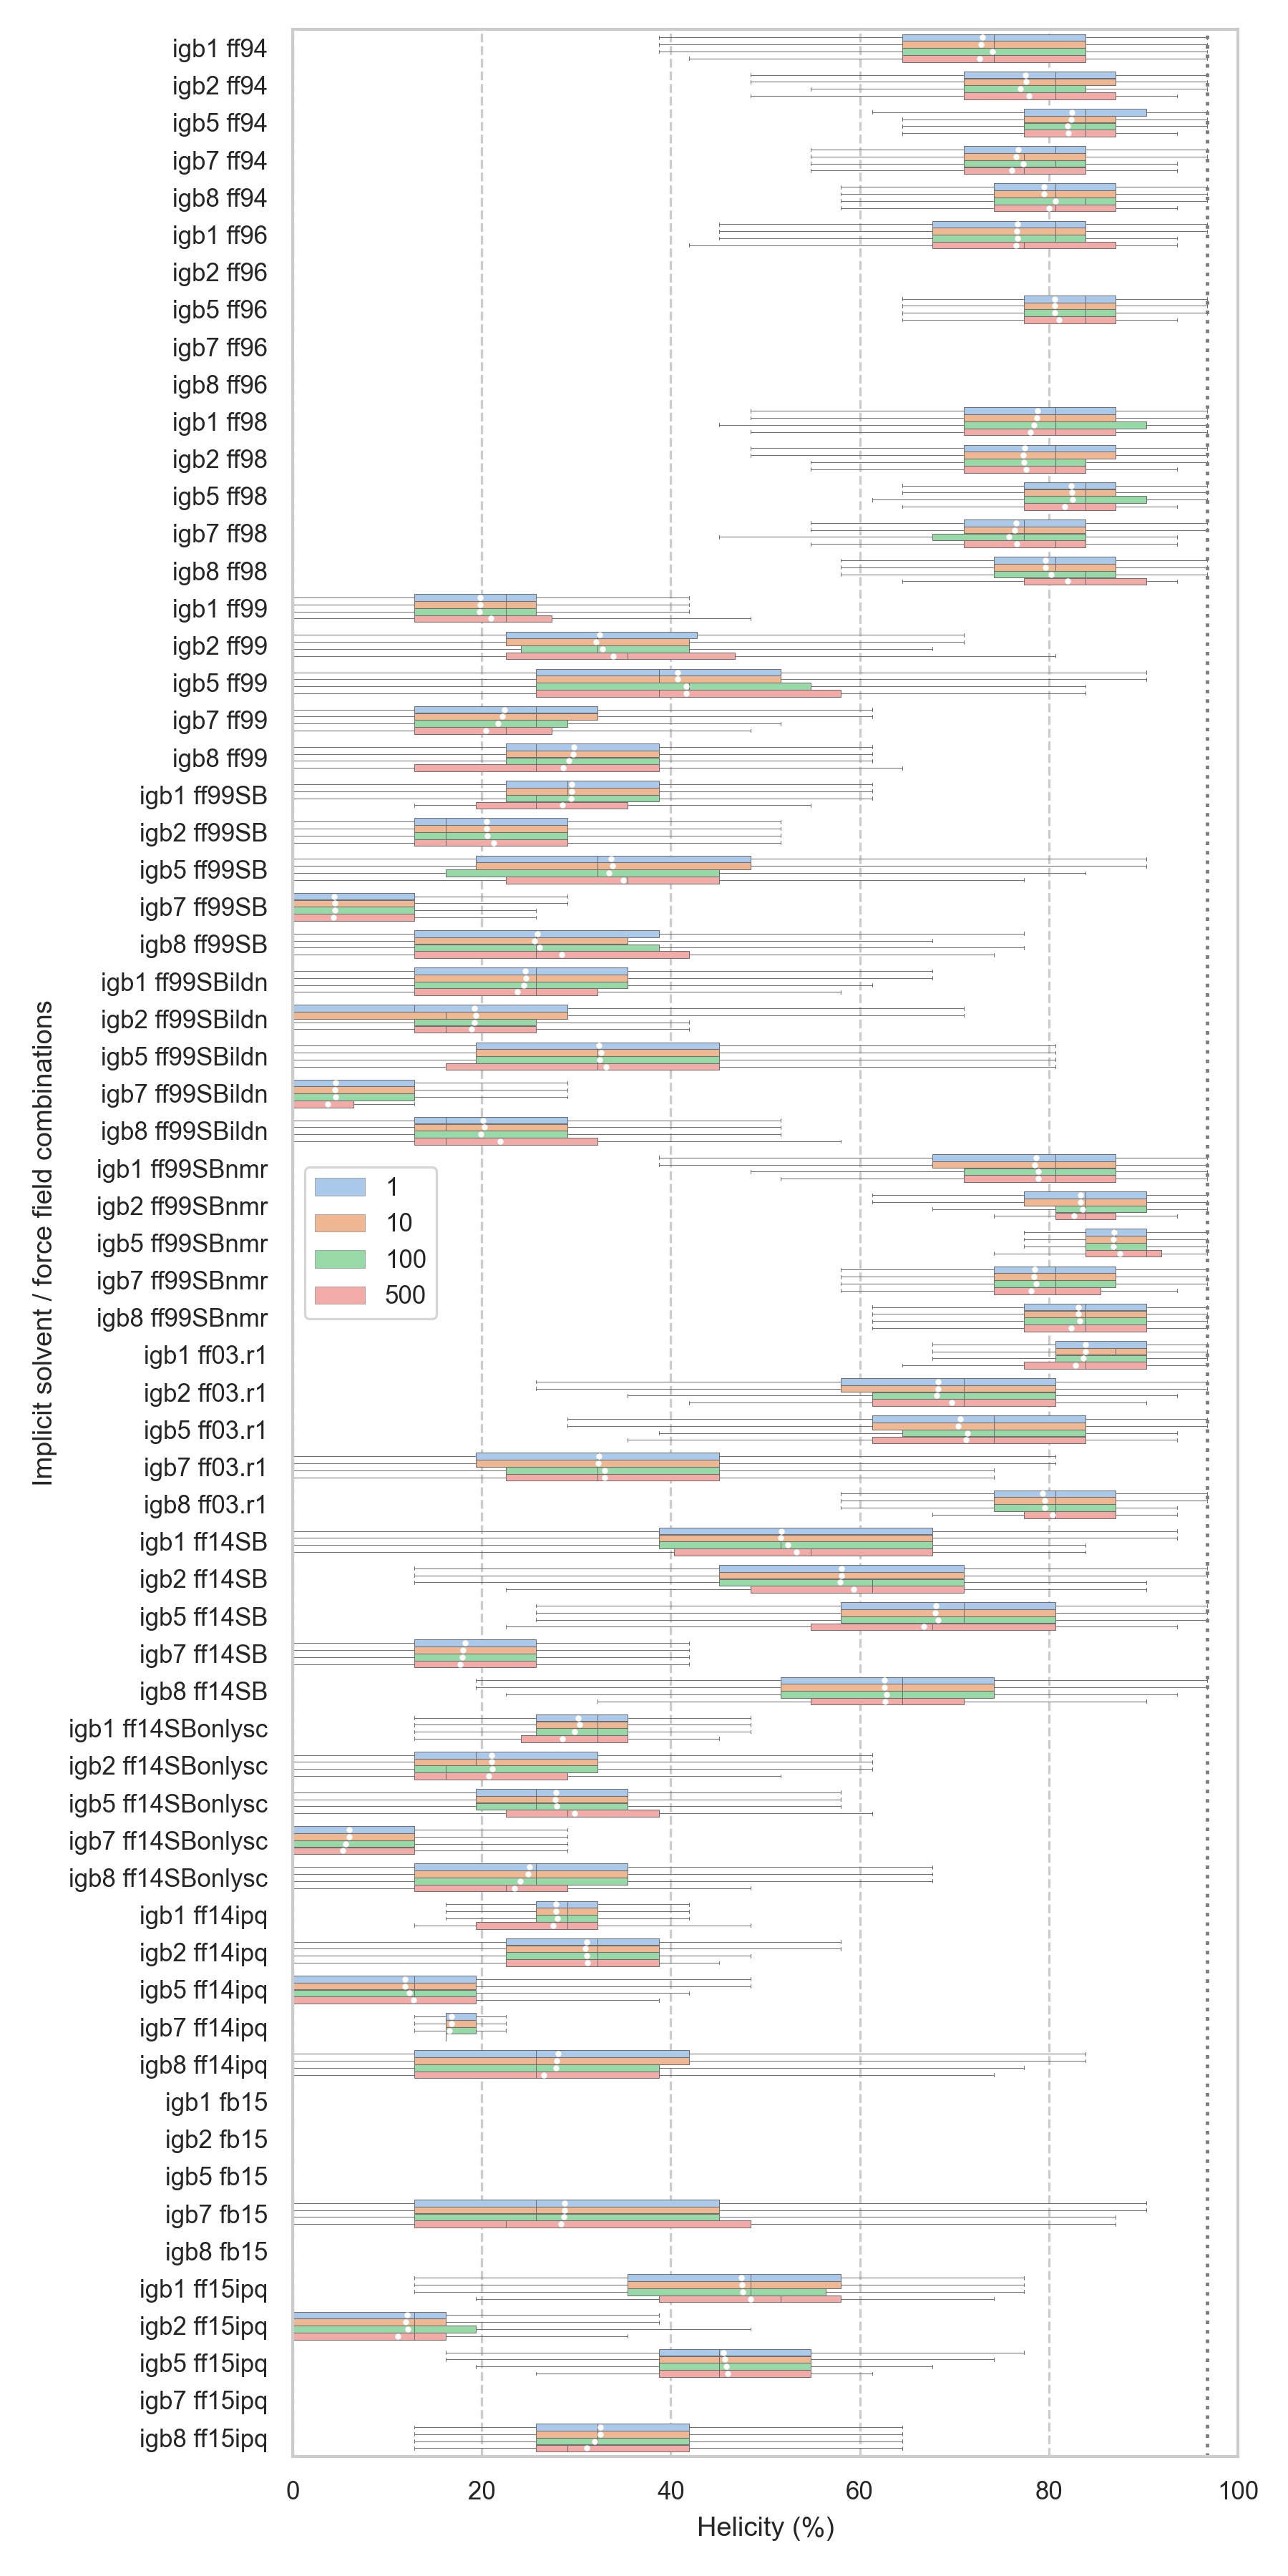 igb1 ff94
igb2 ff94
igb5 ff94
igb7 ff94
igb8 ff94
igb1 ff96
igb2 ff96
igb5 ff96
igb7 ff96
igb8 ff96
igb1 ff98
igb2 ff98
igb5 ff98
igb7 ff98
igb8 ff98
igb1 ff99
igb2 ff99
igb5 ff99
igb7 ff99
igb8 ff99
igb1 ff99SB
igb2 ff99SB
igb5 ff99SB
igb7 ff99SB
igb8 ff99SB
igb1 ff99SBildn
igb2 ff99SBildn
igb5 ff99SBildn
igb7 ff99SBildn
igb8 ff99SBildn
igb1 ff99SBnmr
igb2 ff99SBnmr
igb5 ff99SBnmr
igb7 ff99SBnmr
igb8 ff99SBnmr
igb1 ff03.r1
igb2 ff03.r1
igb5 ff03.r1
igb7 ff03.r1
igb8 ff03.r1
igb1 ff14SB
igb2 ff14SB
igb5 ff14SB
igb7 ff14SB
igb8 ff14SB
igb1 ff14SBonlysc
igb2 ff14SBonlysc
igb5 ff14SBonlysc
igb7 ff14SBonlysc
igb8 ff14SBonlysc
igb1 ff14ipq
igb2 ff14ipq
igb5 ff14ipq
igb7 ff14ipq
igb8 ff14ipq
igb1 fb15
igb2 fb15
igb5 fb15
igb7 fb15
igb8 fb15
igb1 ff15ipq
igb2 ff15ipq
igb5 ff15ipq
igb7 ff15ipq
igb8 ff15ipq
Implicit solvent / force field combinations
1
10
100
500
0 20 40 60 80 100
Helicity (%)